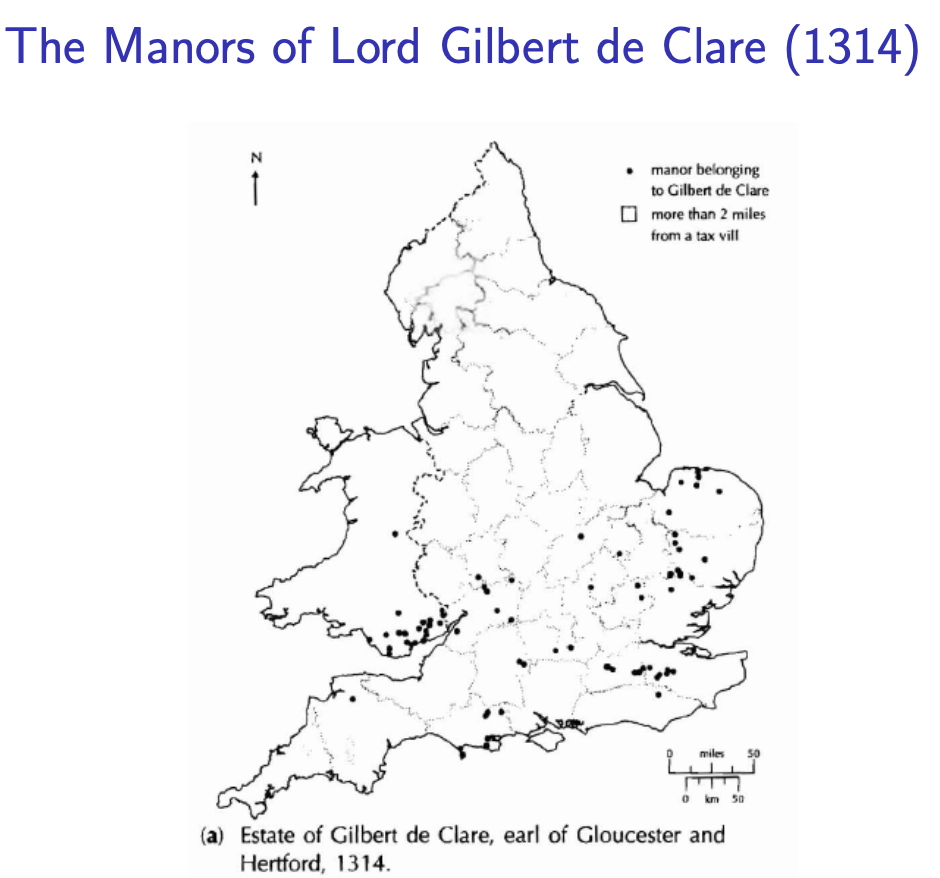 The Manors of Lord Gilbert de Clare (1314)
N
manor belonging
to Gilbert de Clare
more than 2 miles
from a tax vill
0 miles 50
0 km 50
(a) Estate of Gilbert de Clare, earl of Gloucester and
Hertford, 1314.